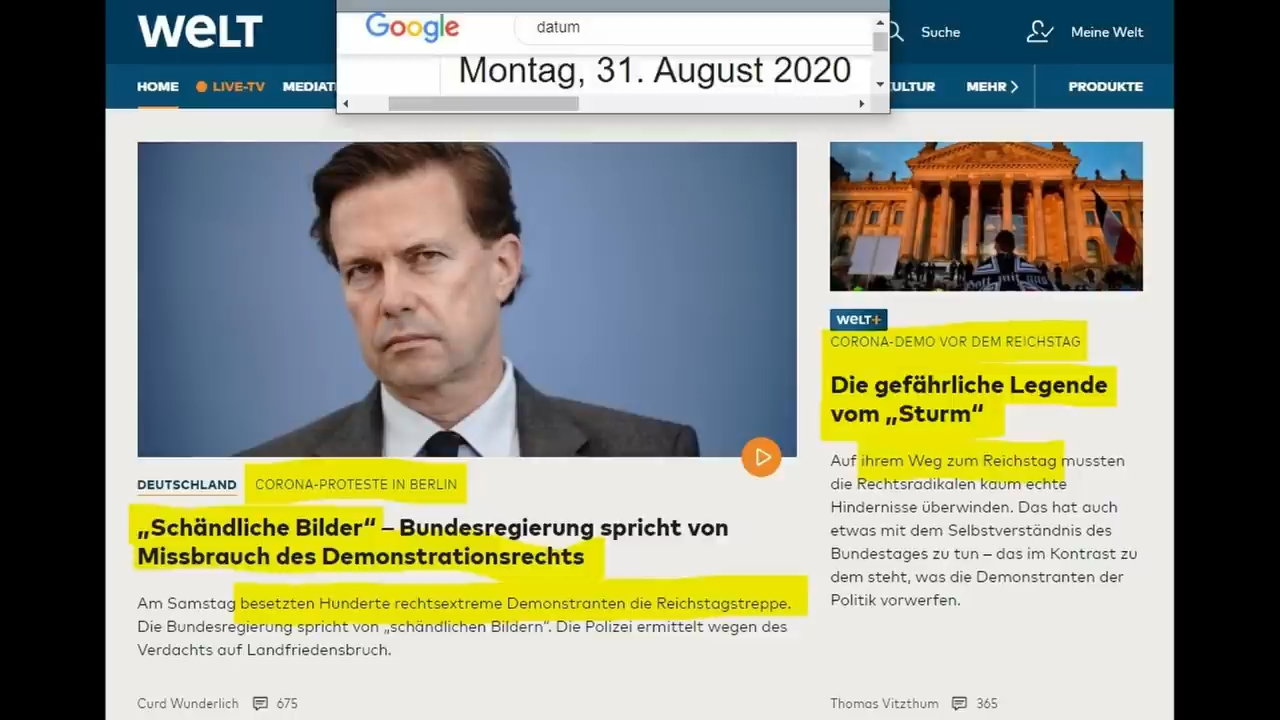 WELT
Google
datum
Montag, 31. August 2020
Suche
Meine Welt
HOME
LIVE-TV
MEDIAT
ULTUR
MEHR
PRODUKTE
DEUTSCHLAND
CORONA-PROTESTE IN BERLIN
„Schändliche Bilder“ – Bundesregierung spricht von
Missbrauch des Demonstrationsrechts
Am Samstag besetzten Hunderte rechtsextreme Demonstranten die Reichstagstreppe.
Die Bundesregierung spricht von „schändlichen Bildern“. Die Polizei ermittelt wegen des
Verdachts auf Landfriedensbruch.
Curd Wunderlich
675
WELT+
CORONA-DEMO VOR DEM REICHSTAG
Die gefährliche Legende
vom „Sturm“
Auf ihrem Weg zum Reichstag mussten
die Rechtsradikalen kaum echte
Hindernisse überwinden. Das hat auch
etwas mit dem Selbstverständnis des
Bundestages zu tun – das im Kontrast zu
dem steht, was die Demonstranten der
Politik vorwerfen.
Thomas Vitzthum
365